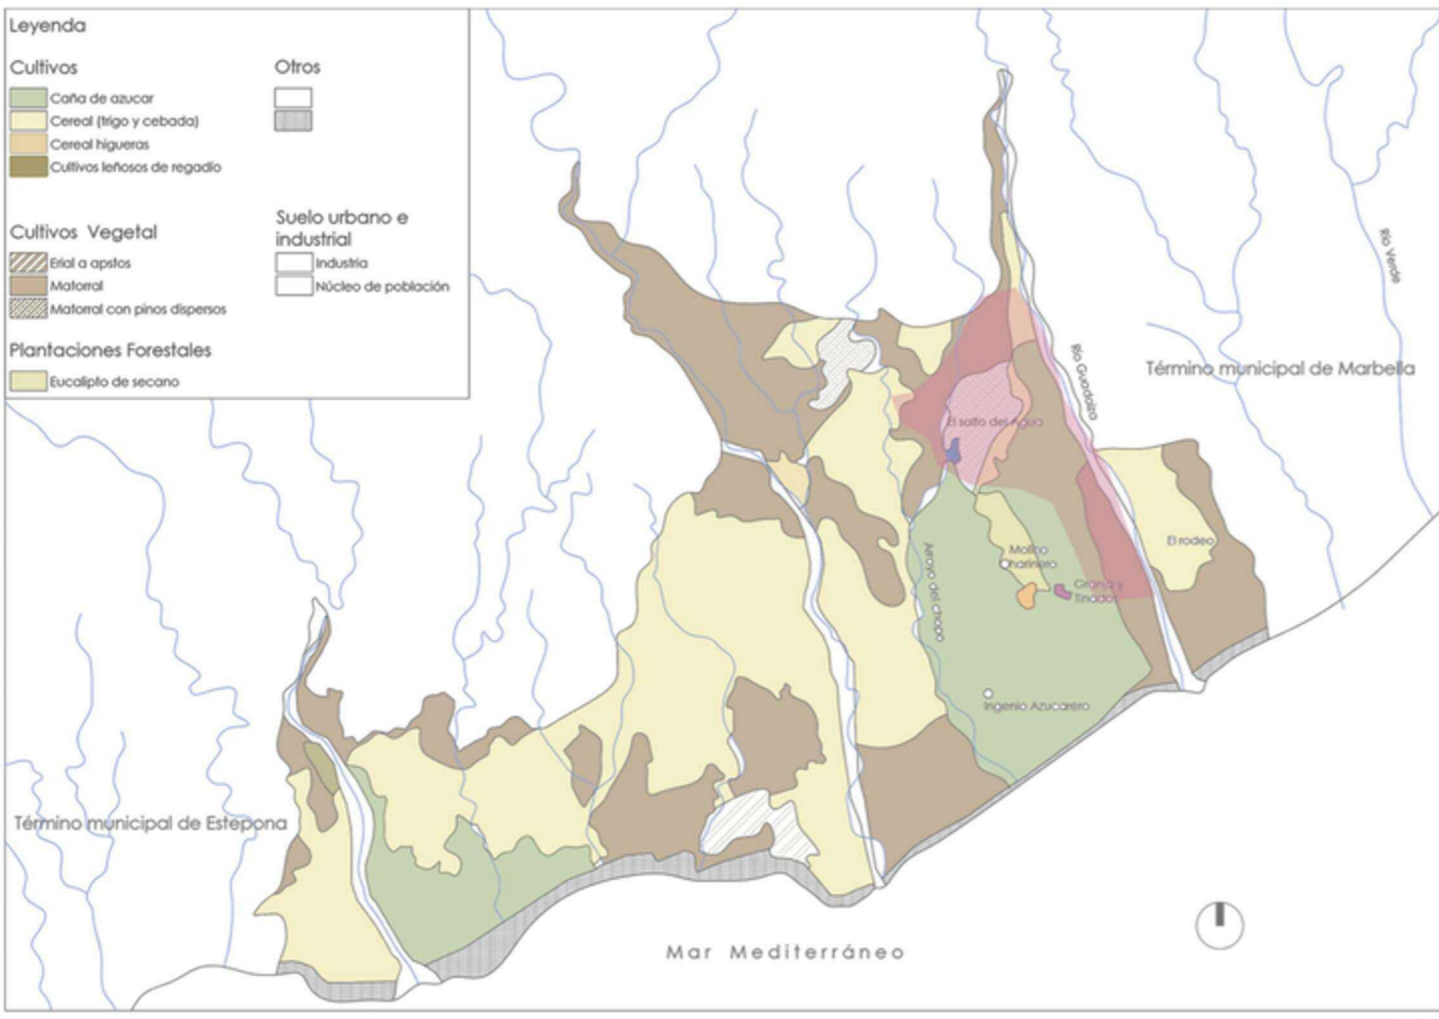 Leyenda
Cultivos
Caña de azucar
Cereal (trigo y cebada)
Cereal higueras
Cultivos leñosos de regadío
Otros
Cultivos Vegetal
Erial a apstos
Matorral
Matorral con pinos dispersos
Suelo urbano e
industrial
Industria
Núcleo de población
Plantaciones Forestales
Eucalipto de secano
Río Verde
Río Guadaiza
Término municipal de Marbella
El salto del Agua
Arroyo del chopo
Molino
Oharinero
El rodeo
Granja y
Tinados
Ingenio Azucarero
Término municipal de Estepona
Mar Mediterráneo